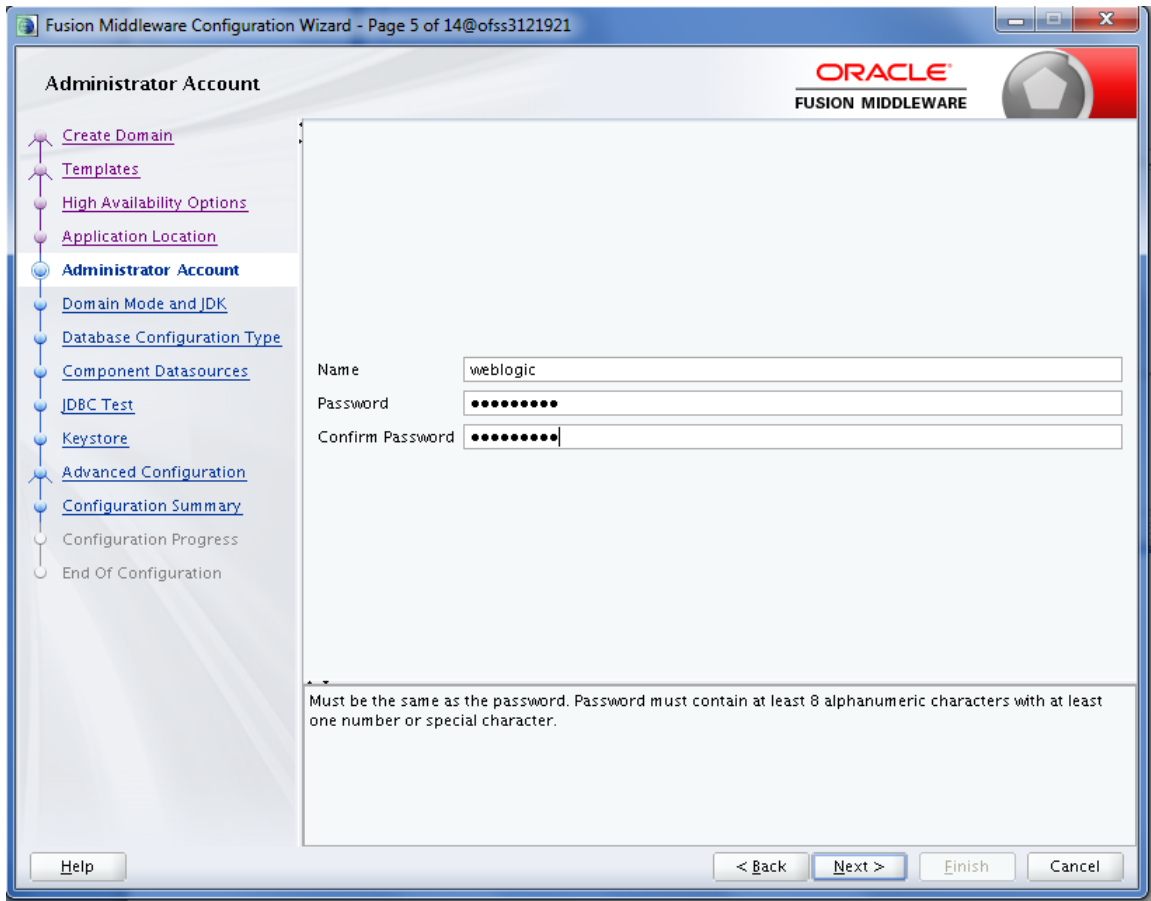 Fusion Middleware Configuration Wizard - Page 5 of 14@ofss3121921
Administrator Account
ORACLE
FUSION MIDDLEWARE
Create Domain
Templates
High Availability Options
Application Location
Administrator Account
Domain Mode and JDK
Database Configuration Type
Component Datasources
JDBC Test
Keystore
Advanced Configuration
Configuration Summary
Configuration Progress
End Of Configuration
Name weblogic
Password •••••••••
Confirm Password •••••••••
Must be the same as the password. Password must contain at least 8 alphanumeric characters with at least
one number or special character.
Help < Back Next > Finish Cancel